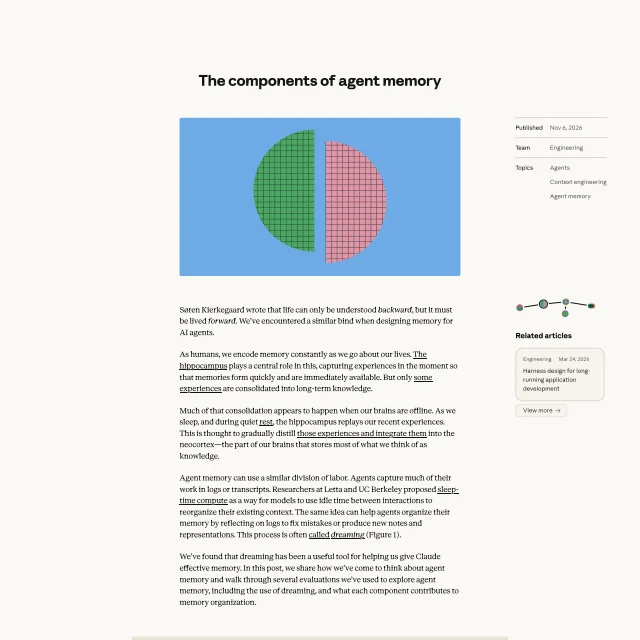 The components of agent memory
Published Nov 6, 2026
Team Engineering
Topics Agents
Context engineering
Agent memory
Søren Kierkegaard wrote that life can only be understood backward, but it must
be lived forward. We've encountered a similar bind when designing memory for
AI agents.
As humans, we encode memory constantly as we go about our lives. The
hippocampus plays a central role in this, capturing experiences in the moment so
that memories form quickly and are immediately available. But only some
experiences are consolidated into long-term knowledge.
Much of that consolidation appears to happen when our brains are offline. As we
sleep, and during quiet rest, the hippocampus replays our recent experiences.
This is thought to gradually distill those experiences and integrate them into the
neocortex—the part of our brains that stores most of what we think of as
knowledge.
Agent memory can use a similar division of labor. Agents capture much of their
work in logs or transcripts. Researchers at Letta and UC Berkeley proposed sleep-
time compute as a way for models to use idle time between interactions to
reorganize their existing context. The same idea can help agents organize their
memory by reflecting on logs to fix mistakes or produce new notes and
representations. This process is often called dreaming (Figure 1).
We've found that dreaming has been a useful tool for helping us give Claude
effective memory. In this post, we share how we've come to think about agent
memory and walk through several evaluations we've used to explore agent
memory, including the use of dreaming, and what each component contributes to
memory organization.
Related articles
Engineering Mar 24, 2026
Harness design for long-
running application
development
View more →